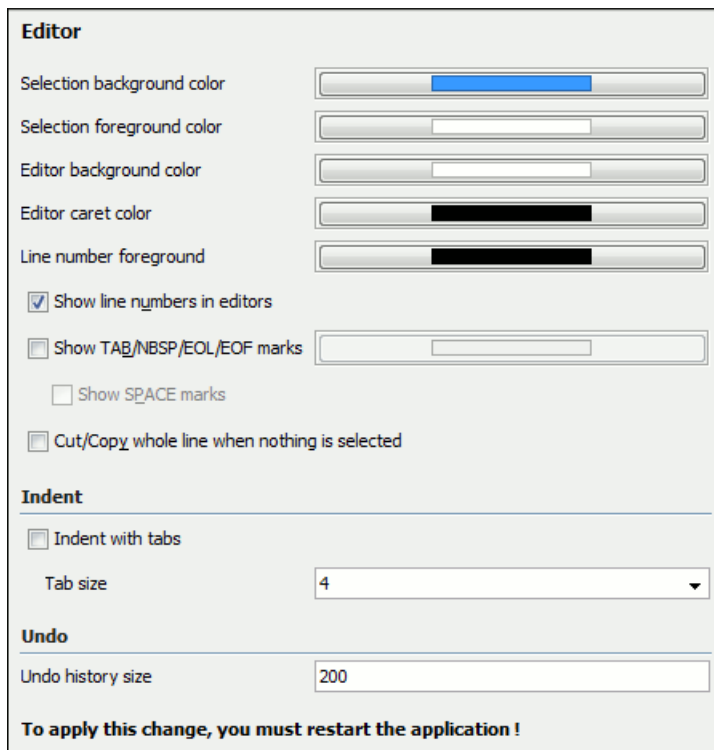 Editor
Selection background color
Selection foreground color
Editor background color
Editor caret color
Line number foreground
Show line numbers in editors
Show TAB/NBSP/EOL/EOF marks
Show SPACE marks
Cut/Copy whole line when nothing is selected
Indent
Indent with tabs
Tab size 4
Undo
Undo history size 200
To apply this change, you must restart the application !